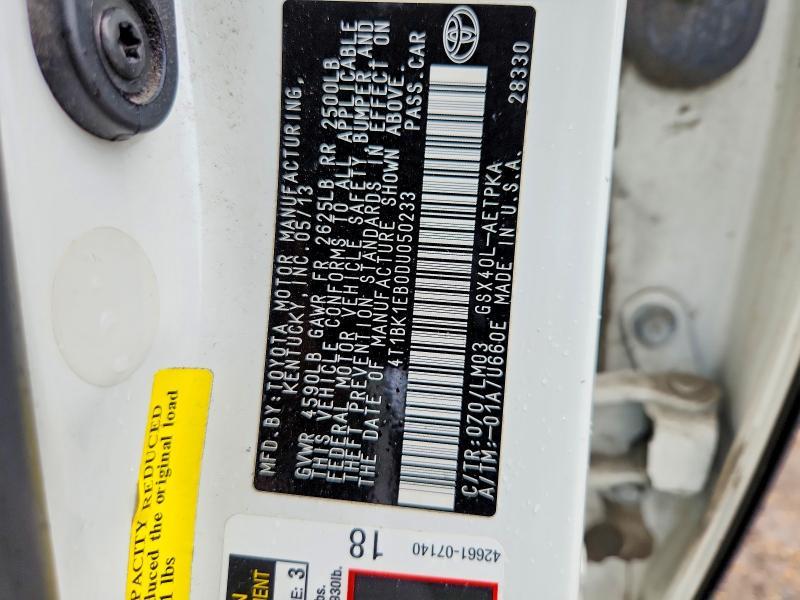 MFD. BY: TOYOTA MOTOR MANUFACTURING,
KENTUCKY, INC. 05/13
GVWR 4590LB GAWR FR 2625LB RR 2500LB
THIS VEHICLE CONFORMS TO ALL APPLICABLE
FEDERAL MOTOR VEHICLE SAFETY, BUMPER, AND
THEFT PREVENTION STANDARDS IN EFFECT ON
THE DATE OF MANUFACTURE SHOWN ABOVE.
4T1BK1EB0DU050233 PASS. CAR
C/TR: 070/LM03 GSX40L-AETPKA
A/TM: -01A/U660E MADE IN U.S.A.
28330
APACITY REDUCED
duced the original load
lbs
18
42661-07140
E: 3
830lb.